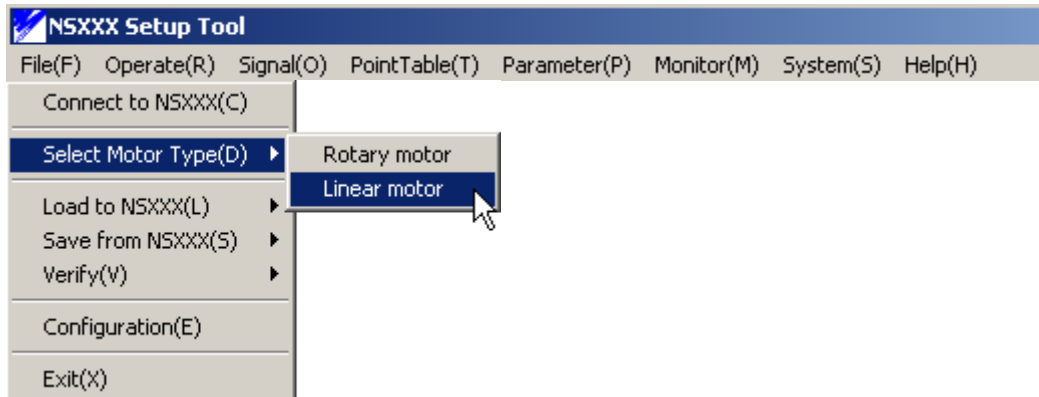 NSXXX Setup Tool
File(F) Operate(R) Signal(O) PointTable(T) Parameter(P) Monitor(M) System(S) Help(H)
Connect to NSXXX(C)
Select Motor Type(D)
Rotary motor
Linear motor
Load to NSXXX(L)
Save from NSXXX(S)
Verify(V)
Configuration(E)
Exit(X)